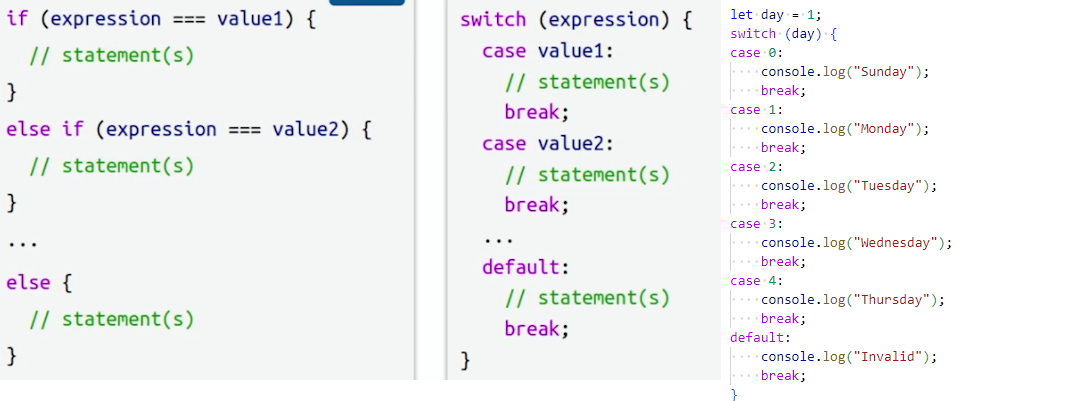 if (expression === value1) {
// statement(s)
}
else if (expression === value2) {
// statement(s)
}
...
else {
// statement(s)
}
switch (expression) {
case value1:
// statement(s)
break;
case value2:
// statement(s)
break;
...
default:
// statement(s)
break;
}
let day = 1;
switch (day) {
case 0:
console.log("Sunday");
break;
case 1:
console.log("Monday");
break;
case 2:
console.log("Tuesday");
break;
case 3:
console.log("Wednesday");
break;
case 4:
console.log("Thursday");
break;
default:
console.log("Invalid");
break;
}